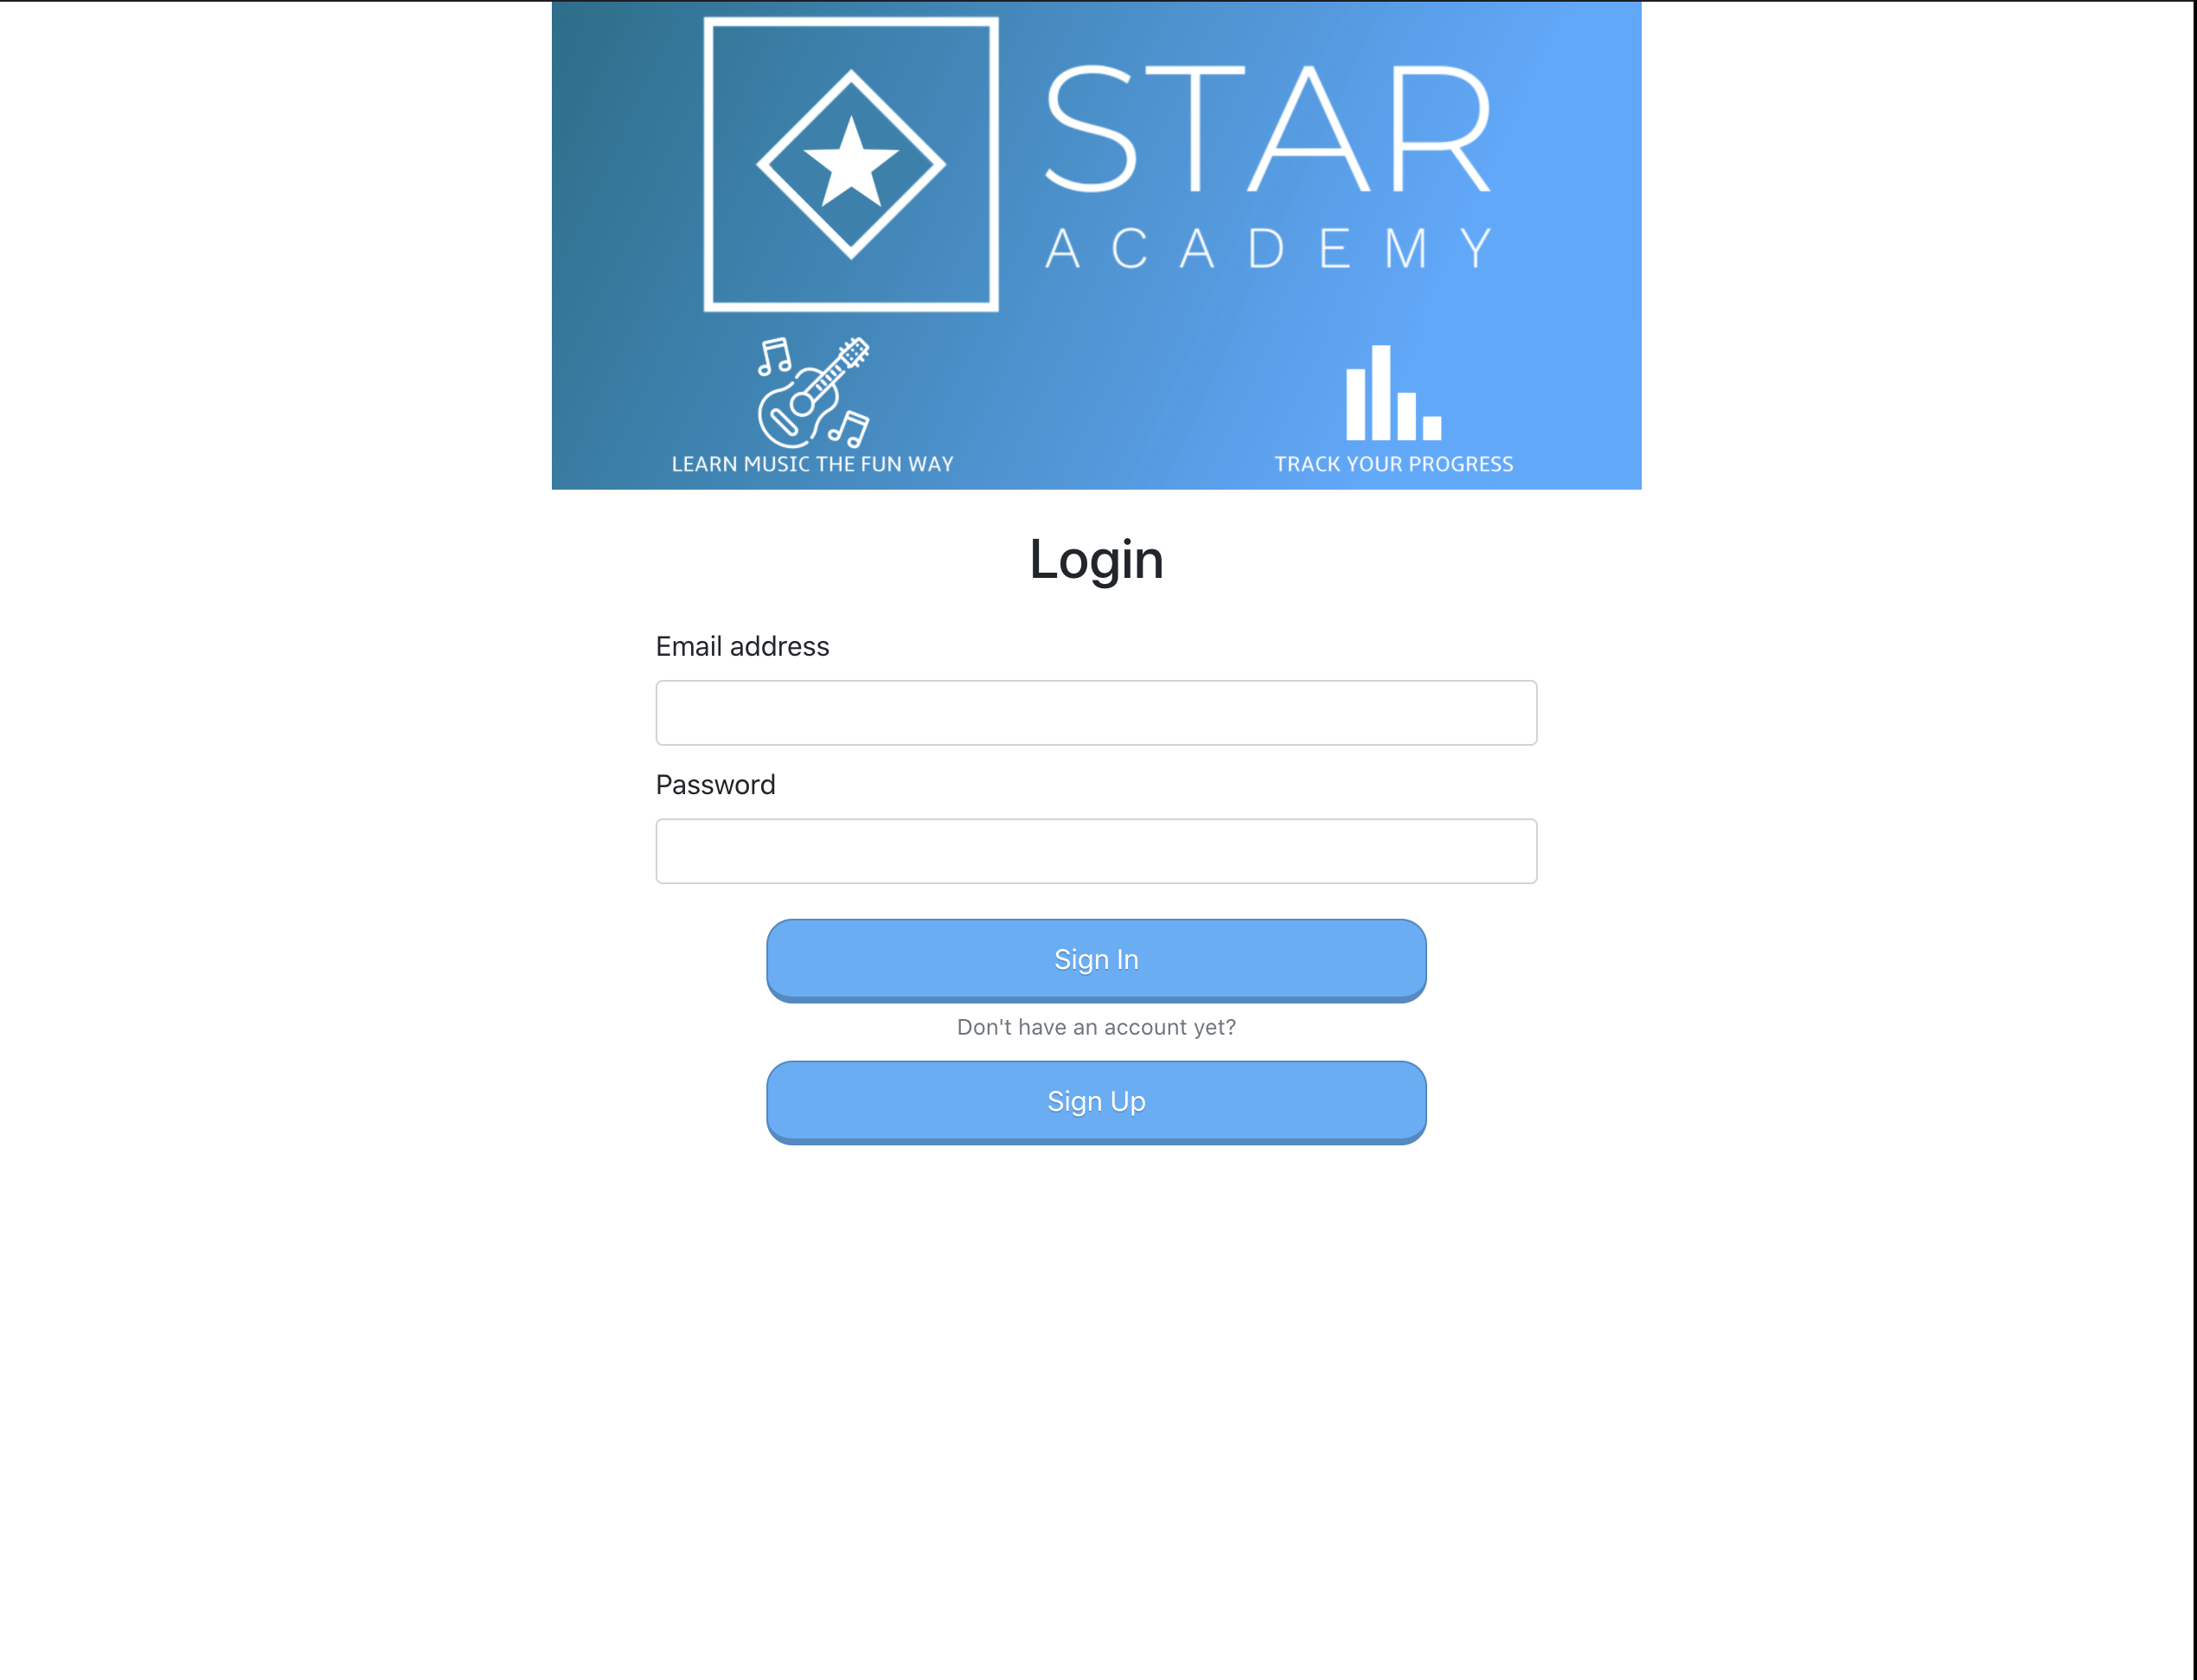 STAR
ACADEMY
LEARN MUSIC THE FUN WAY
TRACK YOUR PROGRESS
Login
Email address
Password
Sign In
Don't have an account yet?
Sign Up